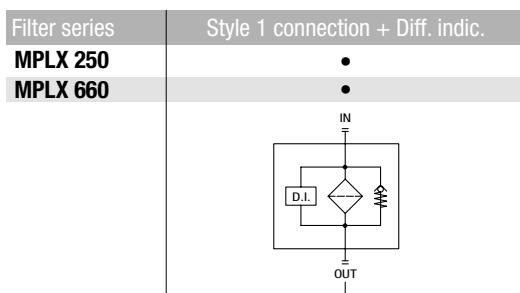 Filter series Style 1 connection + Diff. indic.
MPLX 250 •
MPLX 660 •
IN
D.I.
OUT